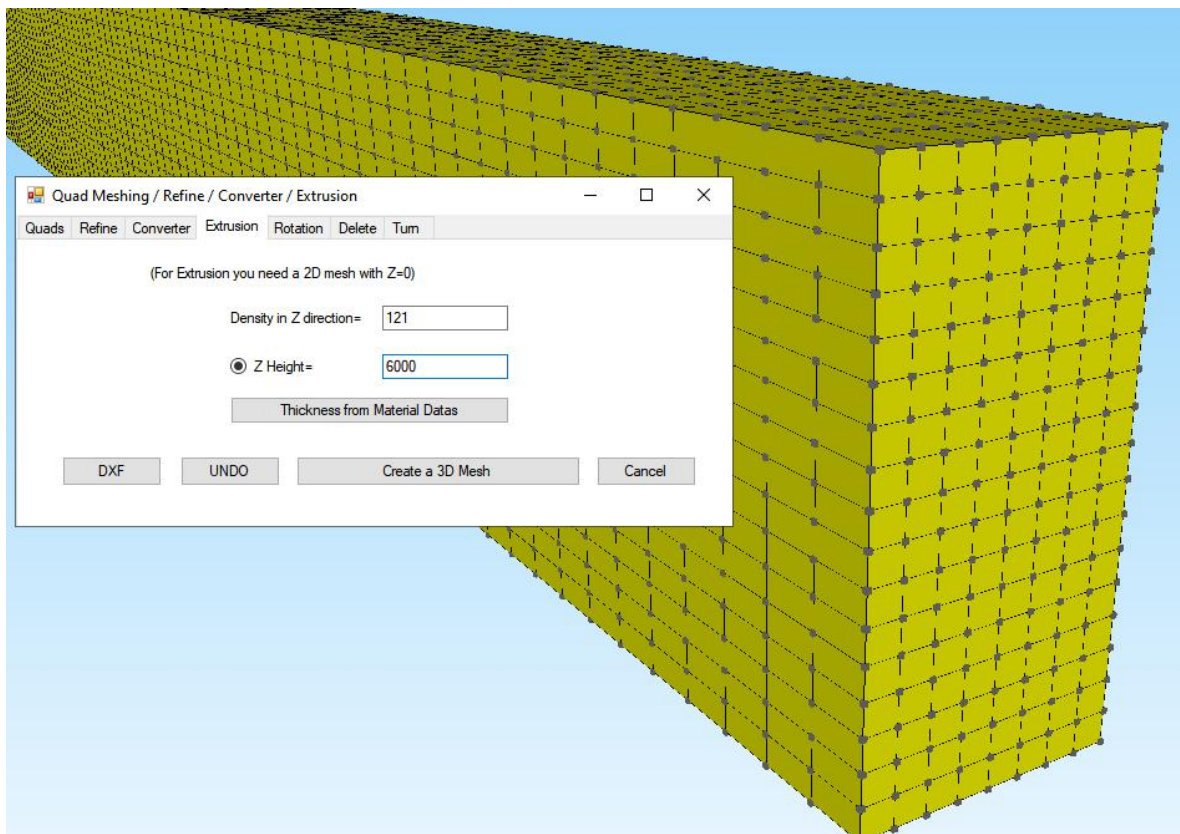 Quad Meshing / Refine / Converter / Extrusion
Quads Refine Converter Extrusion Rotation Delete Turn
(For Extrusion you need a 2D mesh with Z=0)
Density in Z direction= 121
Z Height= 6000
Thickness from Material Datas
DXF UNDO Create a 3D Mesh Cancel